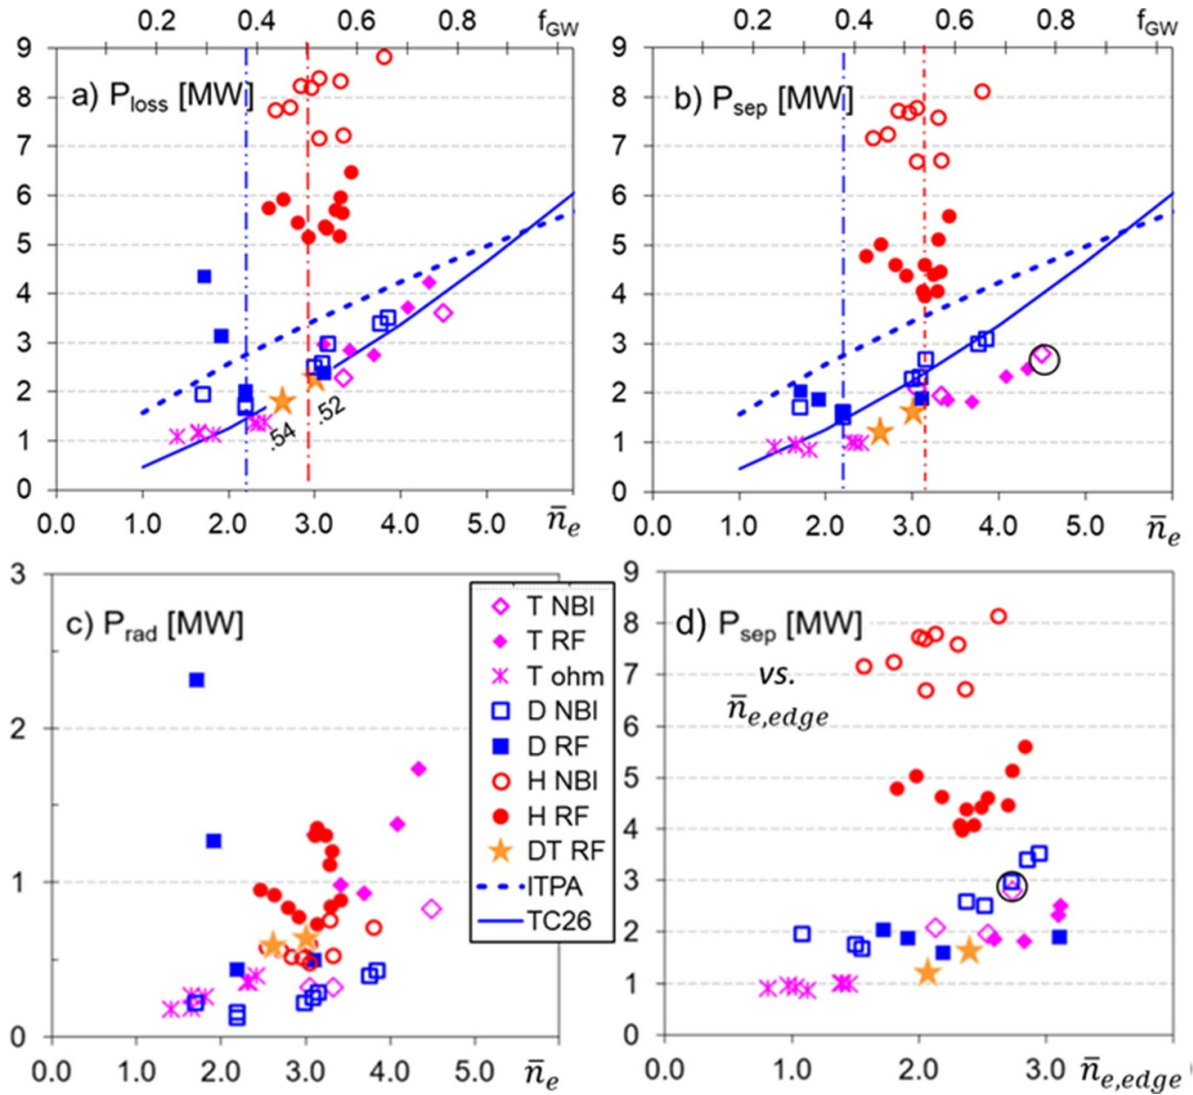 0.2 0.4 0.6 0.8 f_GW
9
8
7
6
5
4
3
2
1
0
a) P_loss [MW]
.54
.52
0.0 1.0 2.0 3.0 4.0 5.0 n̄_e
0.2 0.4 0.6 0.8 f_GW
9
8
7
6
5
4
3
2
1
0
b) P_sep [MW]
0.0 1.0 2.0 3.0 4.0 5.0 n̄_e
3
2
1
0
c) P_rad [MW]
0.0 1.0 2.0 3.0 4.0 5.0 n̄_e
T NBI
T RF
T ohm
D NBI
D RF
H NBI
H RF
DT RF
ITPA
TC26
9
8
7
6
5
4
3
2
1
0
d) P_sep [MW]
vs.
n̄_e,edge
1.0 2.0 3.0 n̄_e,edge